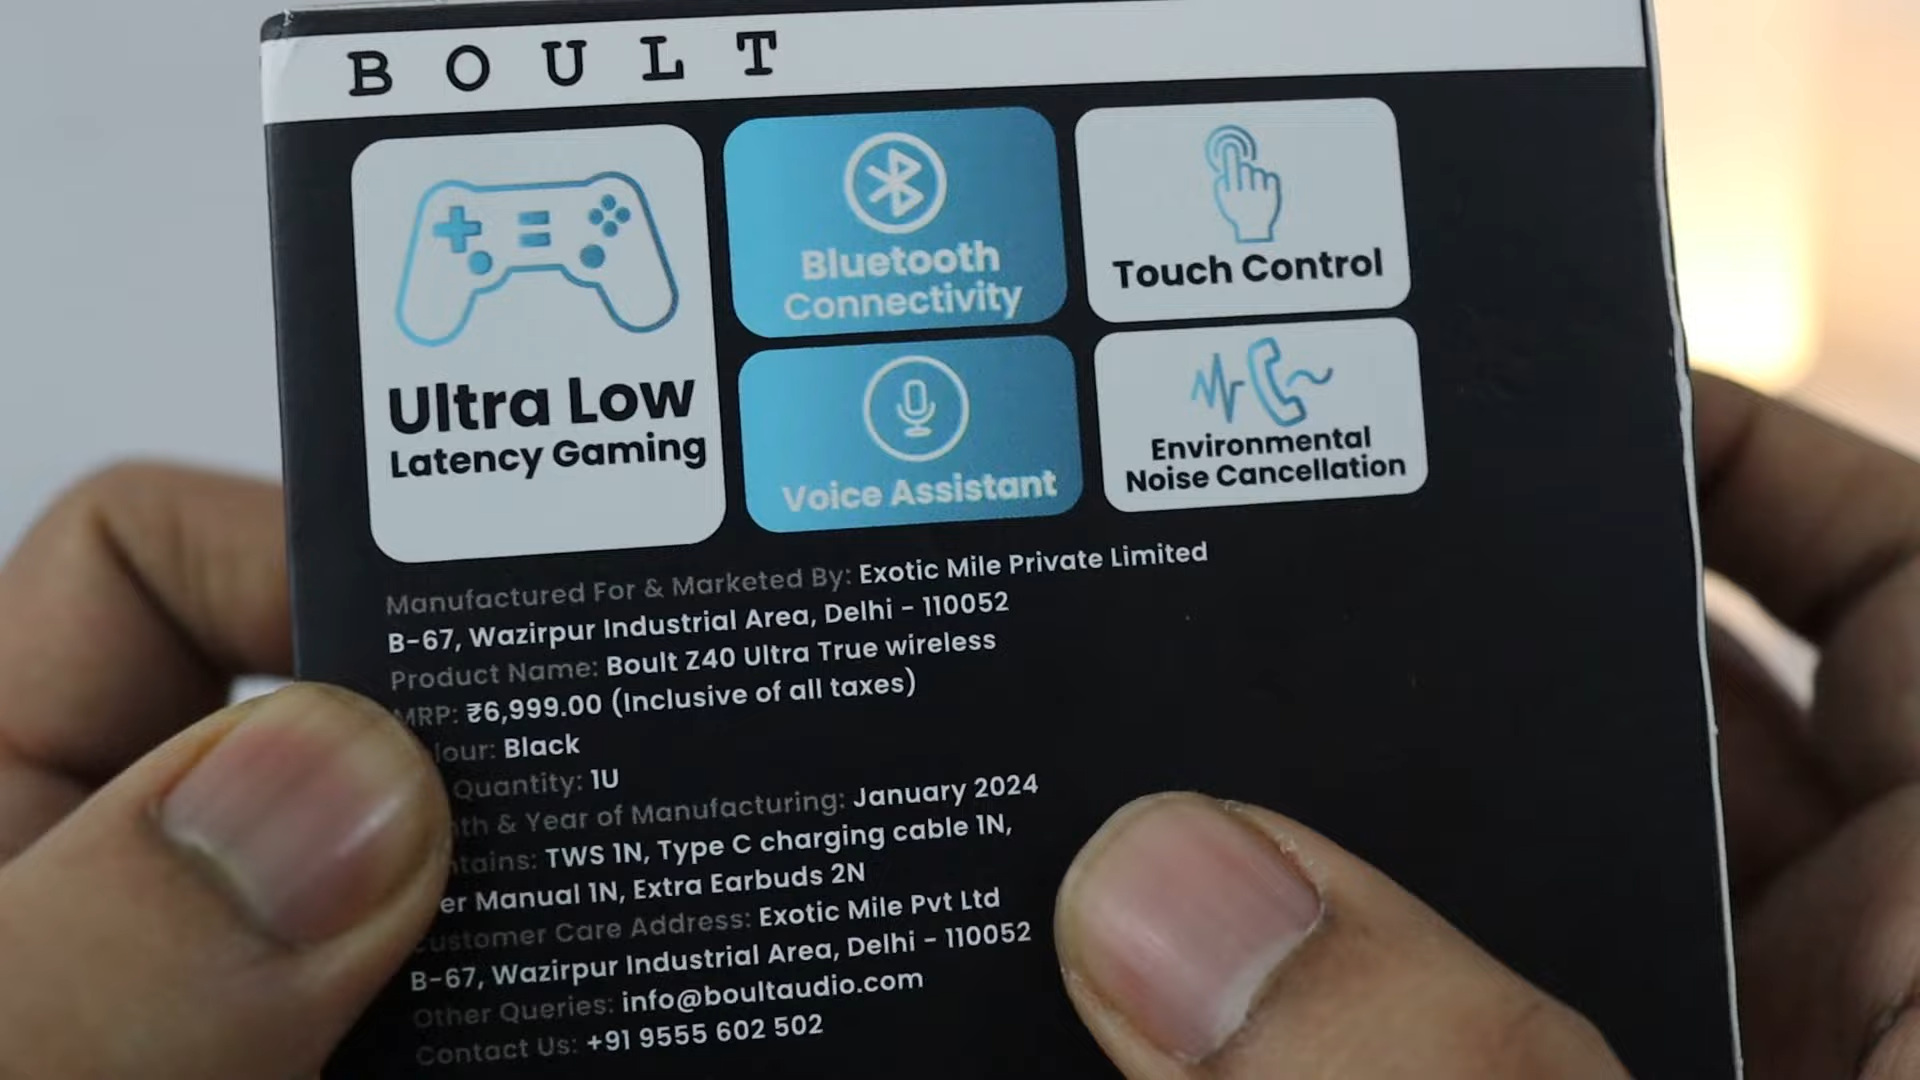 BOULT
Ultra Low
Latency Gaming
Bluetooth
Connectivity
Touch Control
Voice Assistant
Environmental
Noise Cancellation
Manufactured For & Marketed By: Exotic Mile Private Limited
B-67, Wazirpur Industrial Area, Delhi - 110052
Product Name: Boult Z40 Ultra True wireless
MRP: ₹6,999.00 (Inclusive of all taxes)
lour: Black
Quantity: 1U
th & Year of Manufacturing: January 2024
tains: TWS 1N, Type C charging cable 1N,
er Manual 1N, Extra Earbuds 2N
Customer Care Address: Exotic Mile Pvt Ltd
B-67, Wazirpur Industrial Area, Delhi - 110052
Other Queries: info@boultaudio.com
Contact Us: +91 9555 602 502